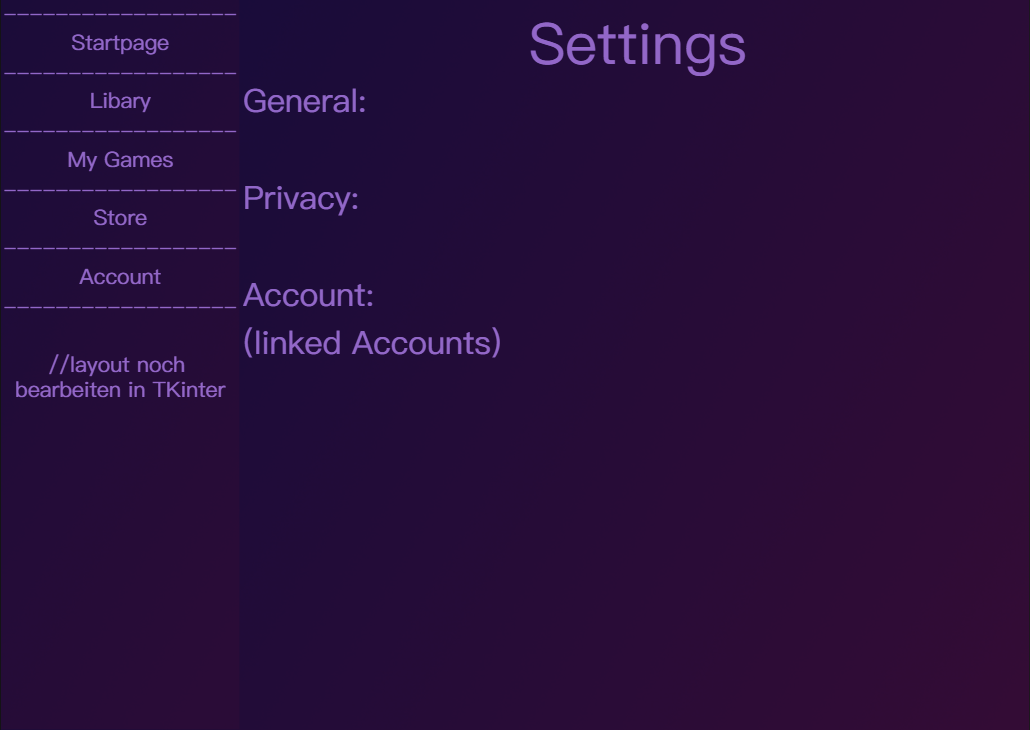 Startpage
Libary
My Games
Store
Account
//layout noch
bearbeiten in TKinter
Settings
General:
Privacy:
Account:
(linked Accounts)